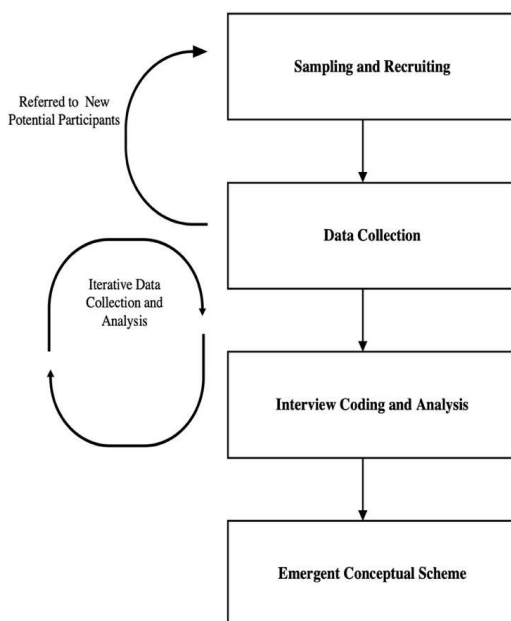 Sampling and Recruiting
Referred to New
Potential Participants
Data Collection
Iterative Data
Collection and
Analysis
Interview Coding and Analysis
Emergent Conceptual Scheme